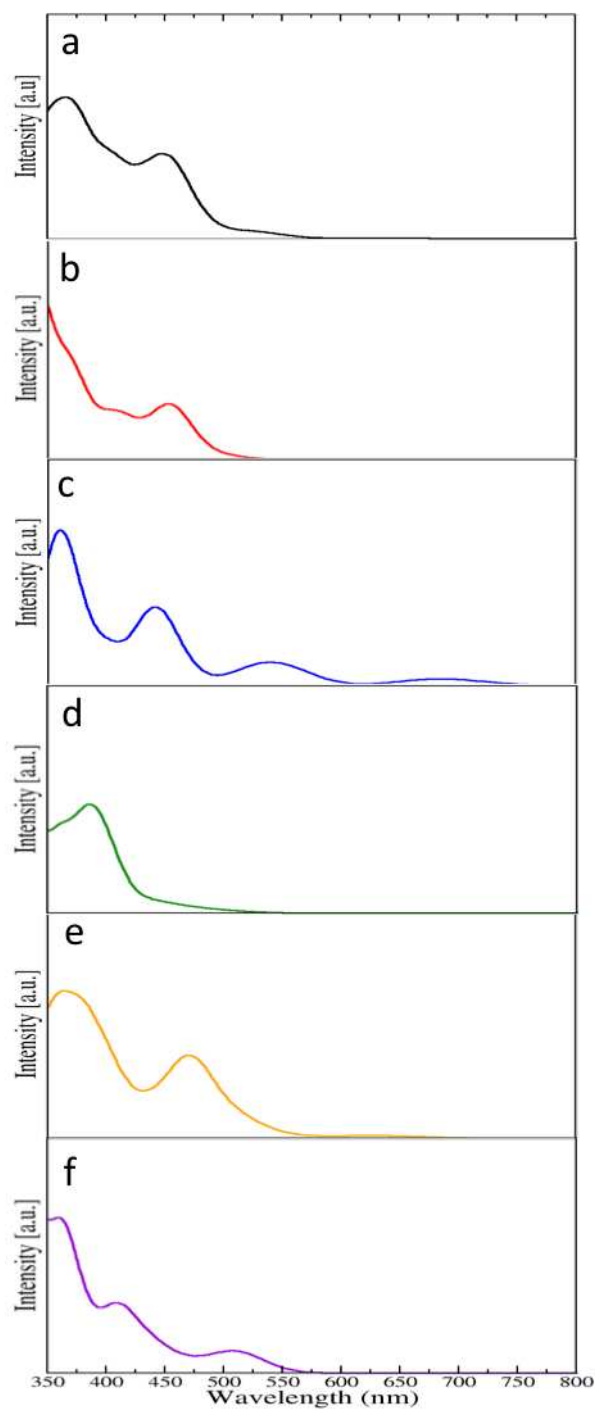 a
Intensity [a.u]
b
Intensity [a.u.]
c
Intensity [a.u.]
d
Intensity [a.u.]
e
Intensity [a.u.]
f
Intensity [a.u.]
350 400 450 500 550 600 650 700 750 800
Wavelength (nm)